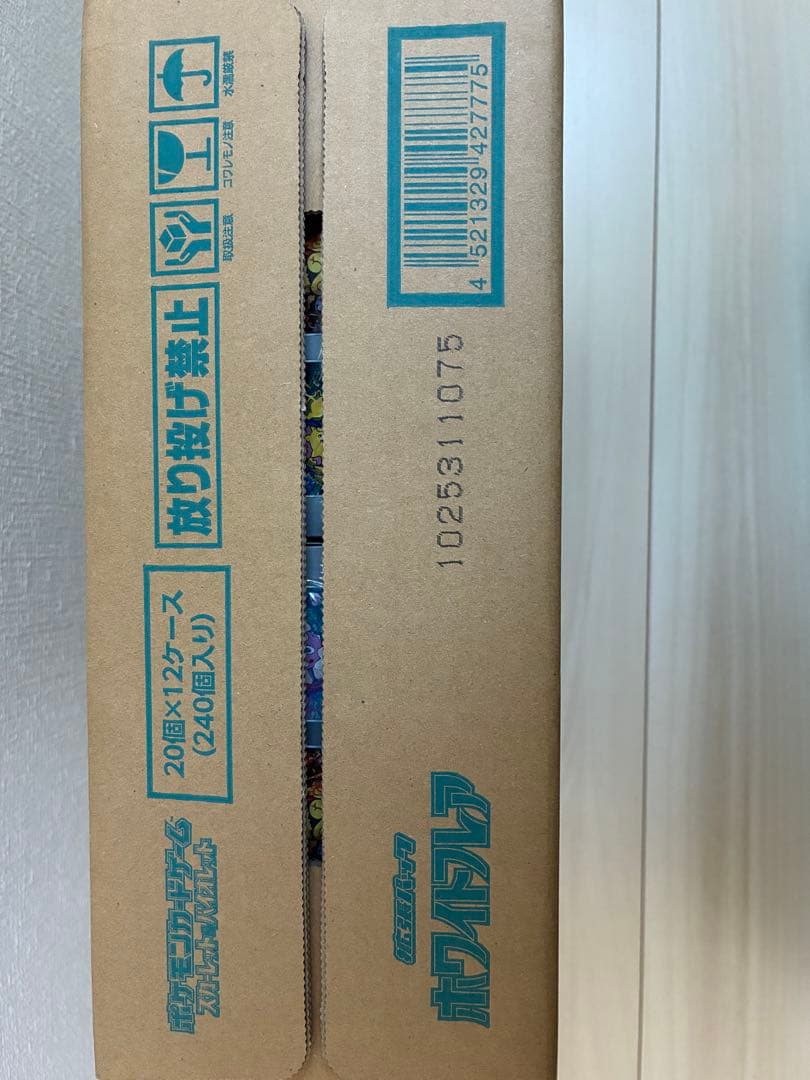 ポケモンカードゲーム
スカーレット&バイオレット
20個×12ケース
(240個入り)
放り投げ禁止
取扱注意
コワレモノ注意
水濡厳禁
拡張パック
ホワイトフレア
1025311075
4 521329 427775